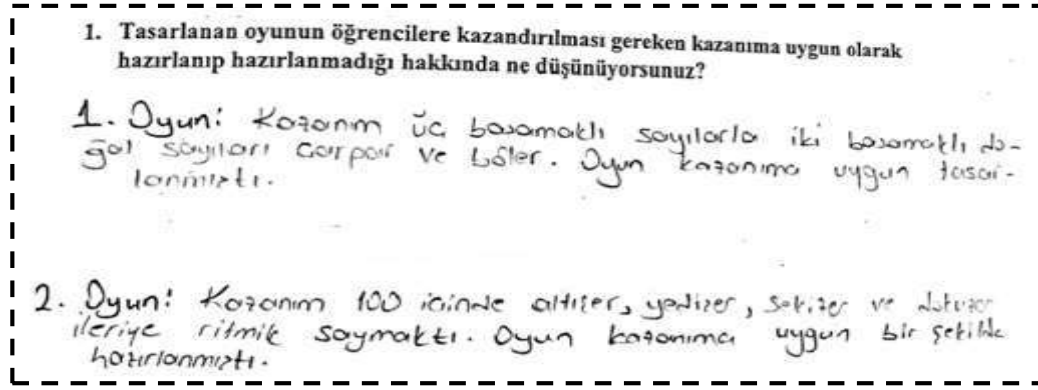 1. Tasarlanan oyunun öğrencilere kazandırılması gereken kazanıma uygun olarak
hazırlanıp hazırlanmadığı hakkında ne düşünüyorsunuz?
1. Oyun: Kazanım üç basamaklı sayılarla iki basamaklı do-
ğal sayıları çarpar ve böler. Oyun kazanıma uygun tasar-
lanmıştı.
2. Oyun: Kazanım 100 içinde altışar, yedişer, sekizer ve dokuzar
ileriye ritmik saymaktı. Oyun kazanıma uygun bir şekilde
hazırlanmıştı.